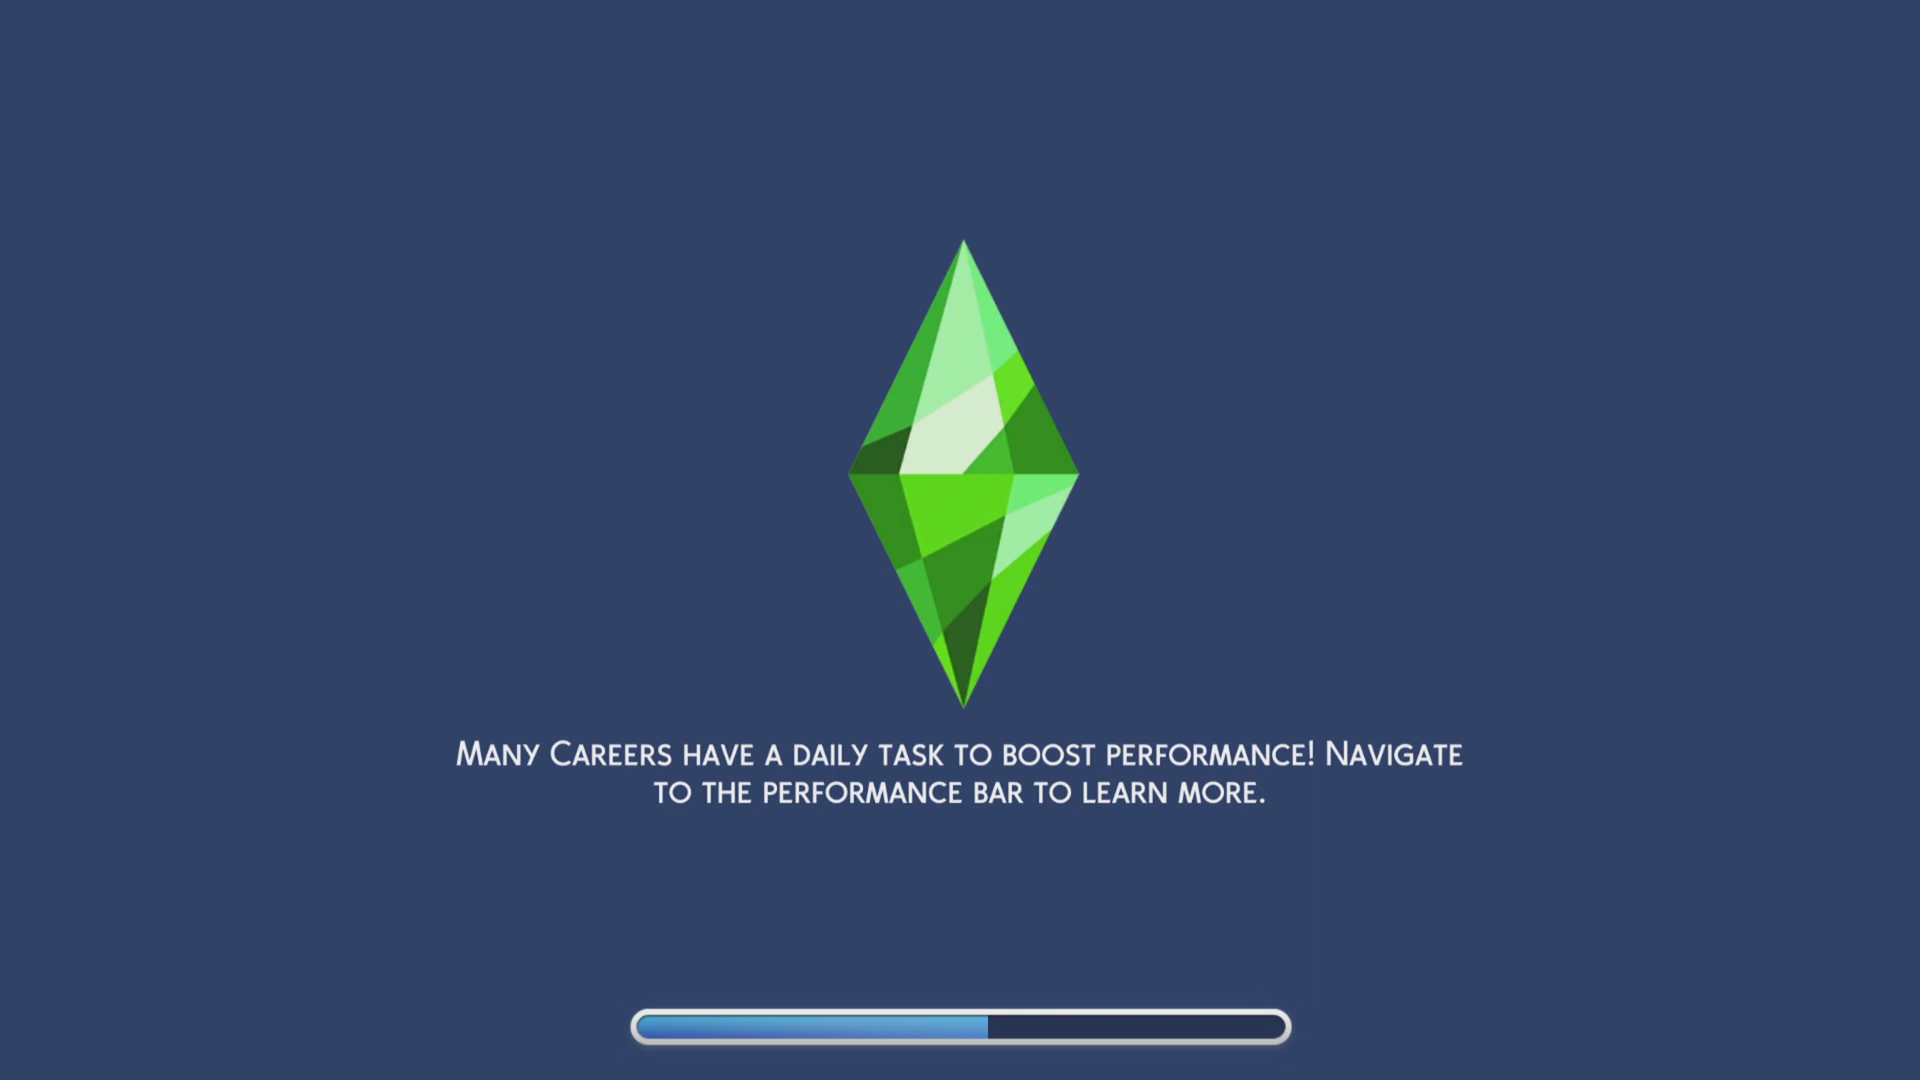 Many Careers have a daily task to boost performance! Navigate
to the performance bar to learn more.